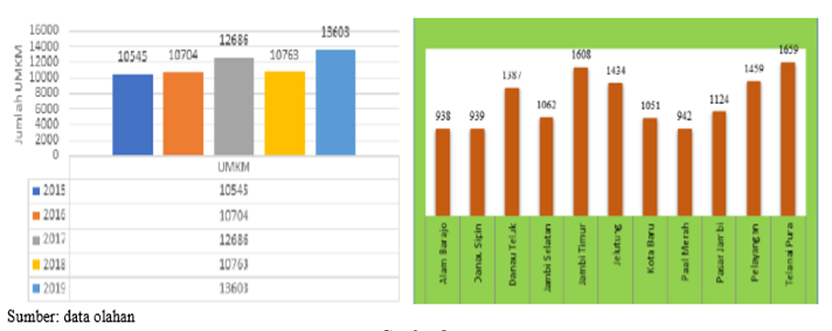 16000
14000
12000
10000
8000
6000
4000
2000
0
Jumlah UMKM
10545
10704
12686
10763
13603
UMKM
2015 10545
2016 10704
2017 12686
2018 10763
2019 13603
Sumber: data olahan
938
939
1387
1062
1608
1434
1051
942
1124
1459
1659
Alam Barajo
Danau Sipin
Danau Teluk
Jambi Selatan
Jambi Timur
Jelutung
Kota Baru
Paal Merah
Pasar Jambi
Pelayangan
Telanai Pura